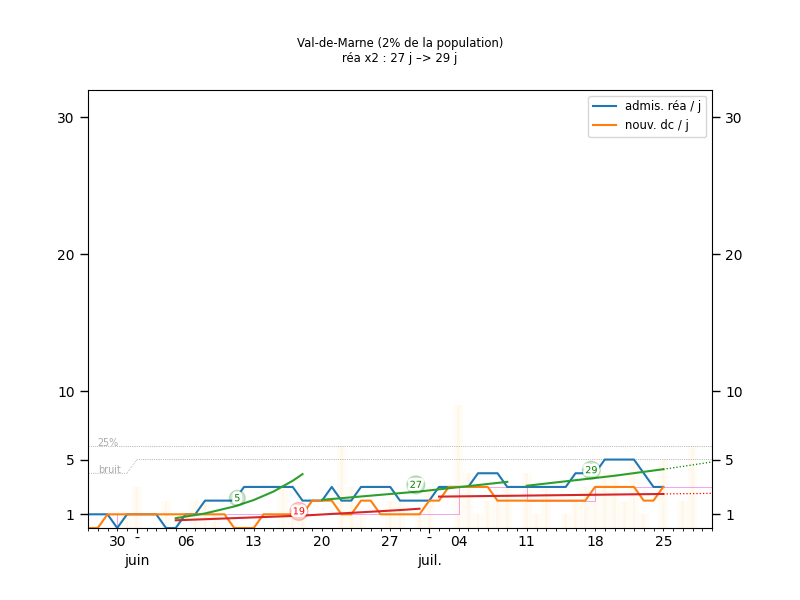 Val-de-Marne (2% de la population)
réa x2 : 27 j –> 29 j
admis. réa / j
nouv. dc / j
30 30
20 20
10 10
25%
5 5
bruit
29
27
5
19
1 1
30 - 06 13 20 27 - 04 11 18 25
juin juil.